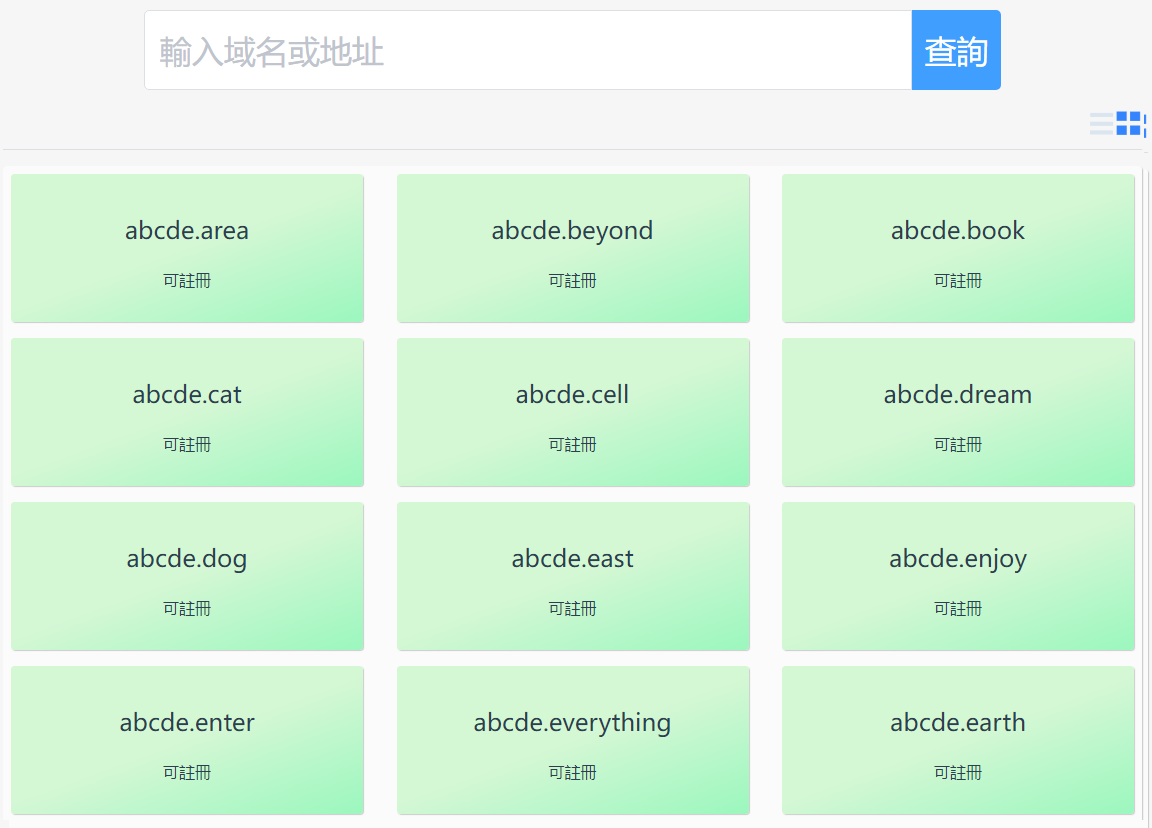 輸入域名或地址
查詢
abcde.area
可註冊
abcde.beyond
可註冊
abcde.book
可註冊
abcde.cat
可註冊
abcde.cell
可註冊
abcde.dream
可註冊
abcde.dog
可註冊
abcde.east
可註冊
abcde.enjoy
可註冊
abcde.enter
可註冊
abcde.everything
可註冊
abcde.earth
可註冊